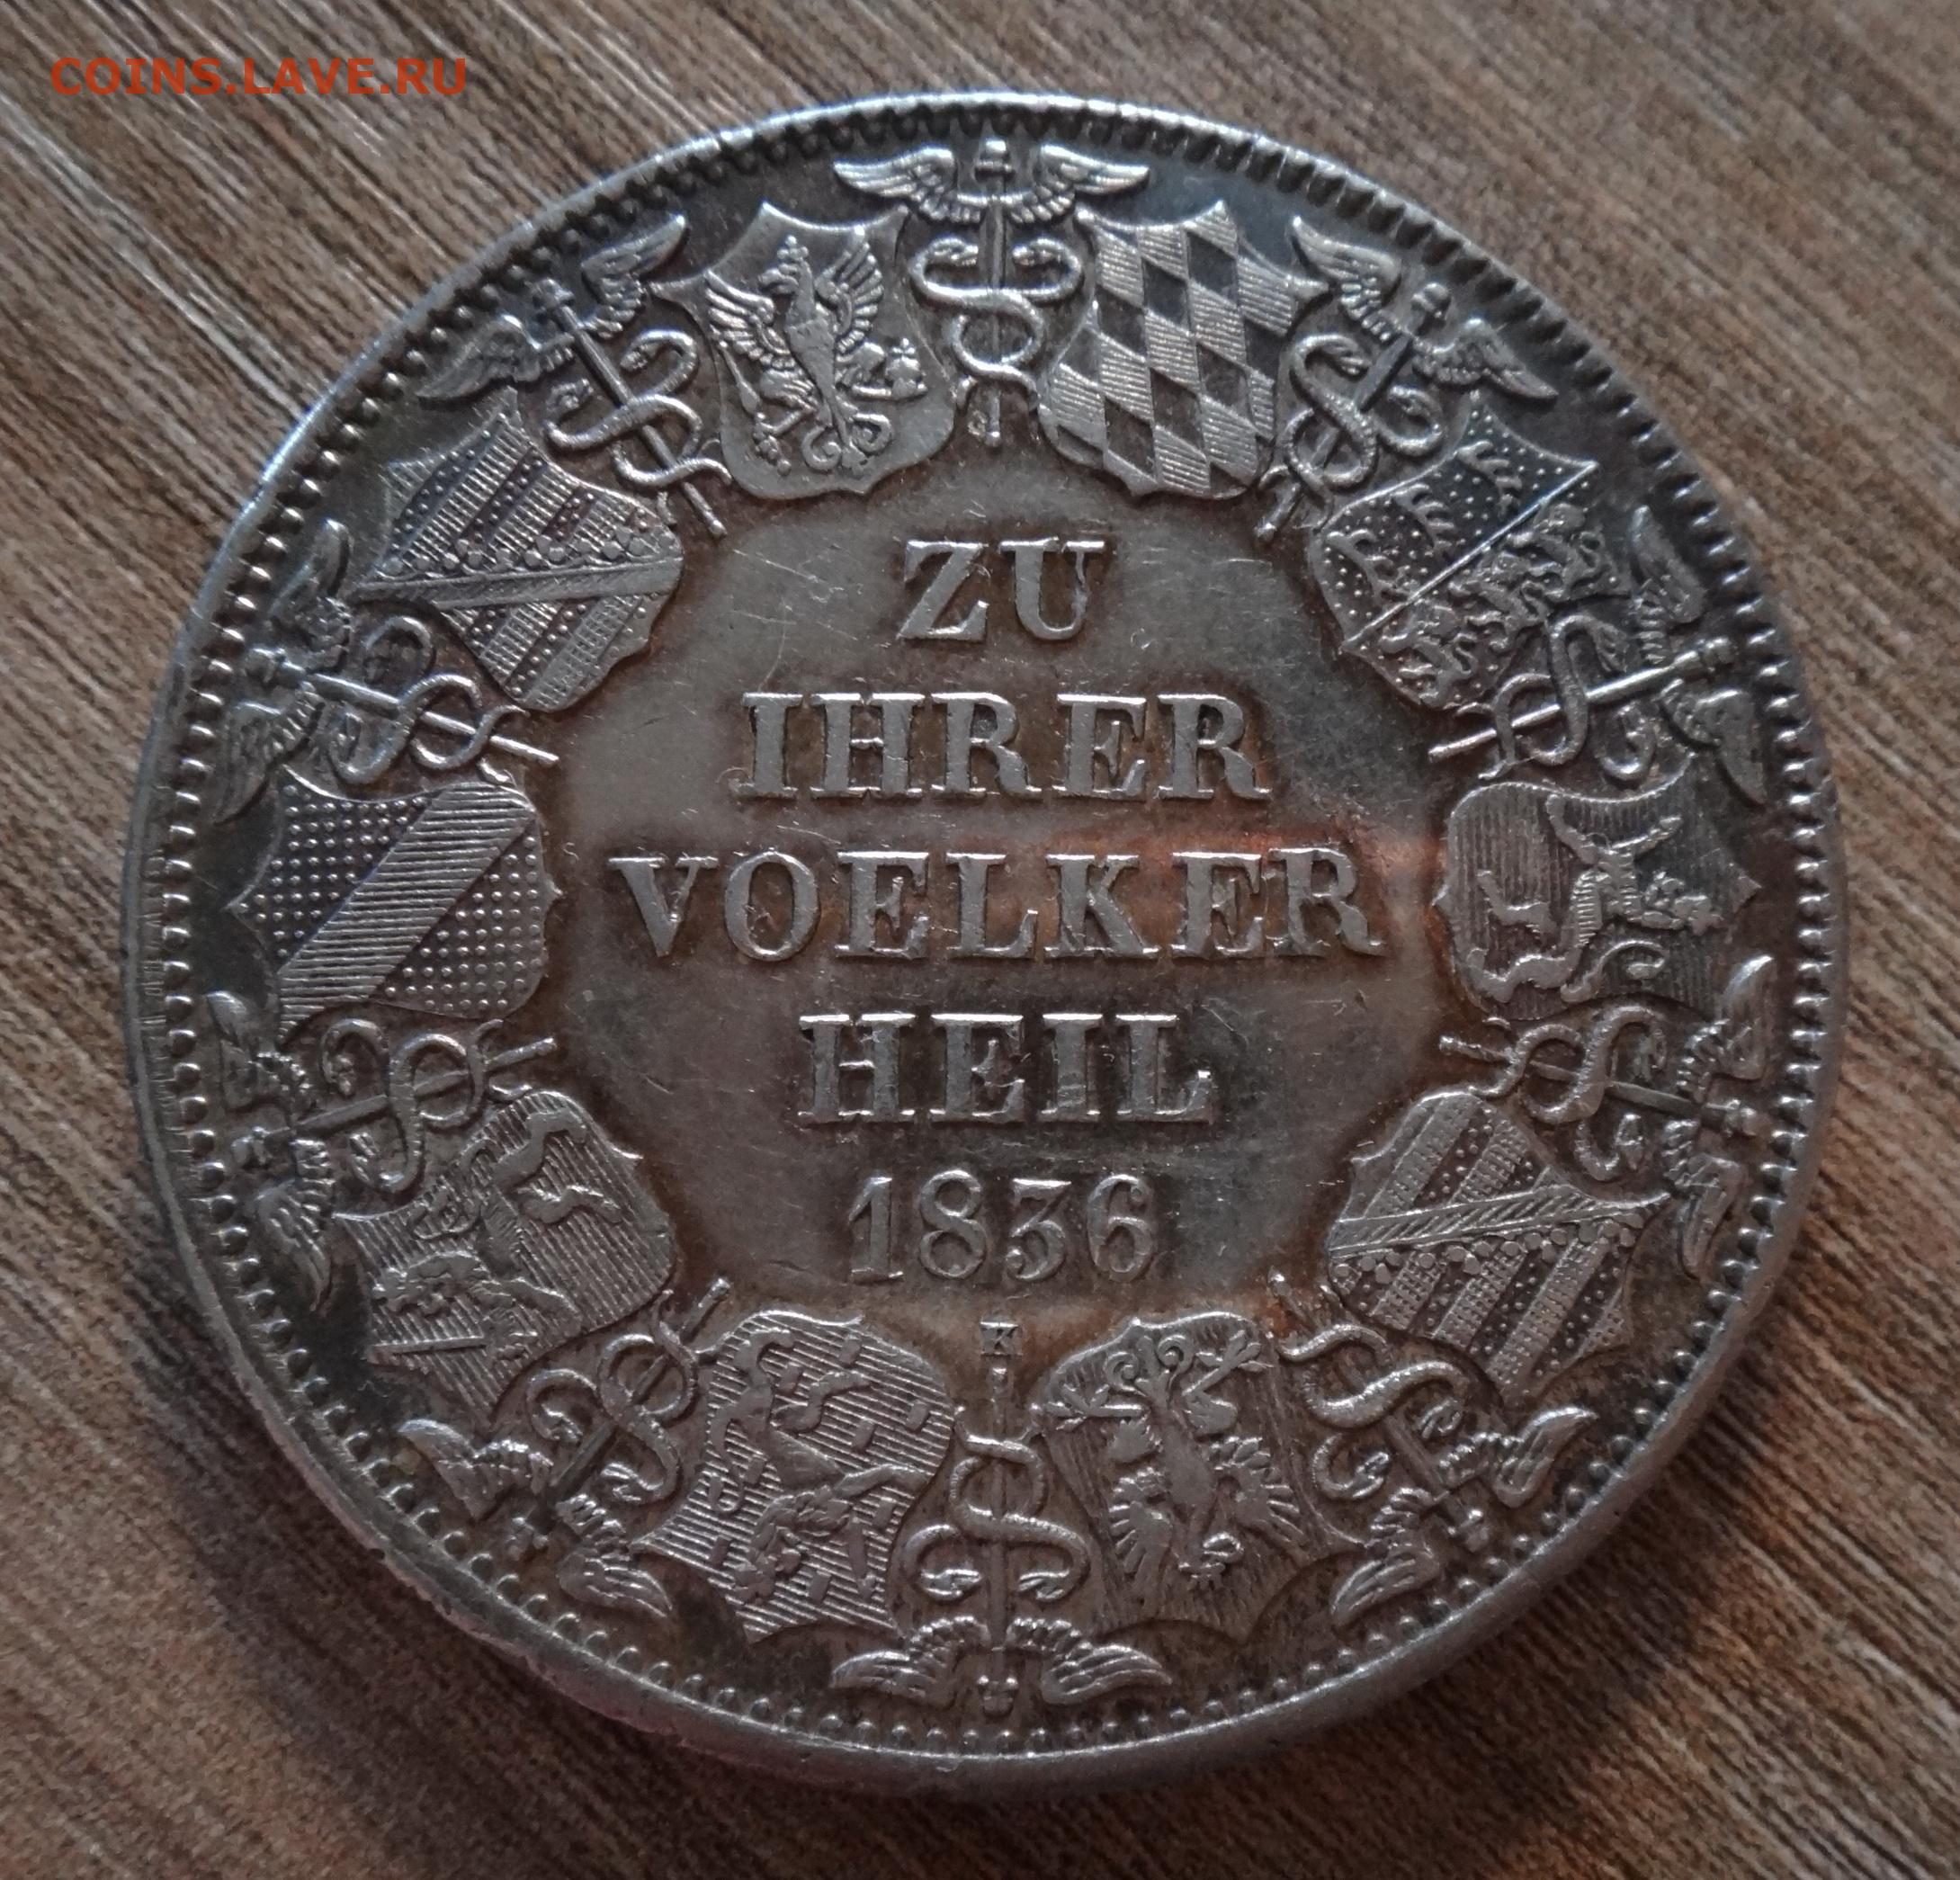 COINS.LAVE.RU
ZU
IHRER
VOELKER
HEIL
1836
K